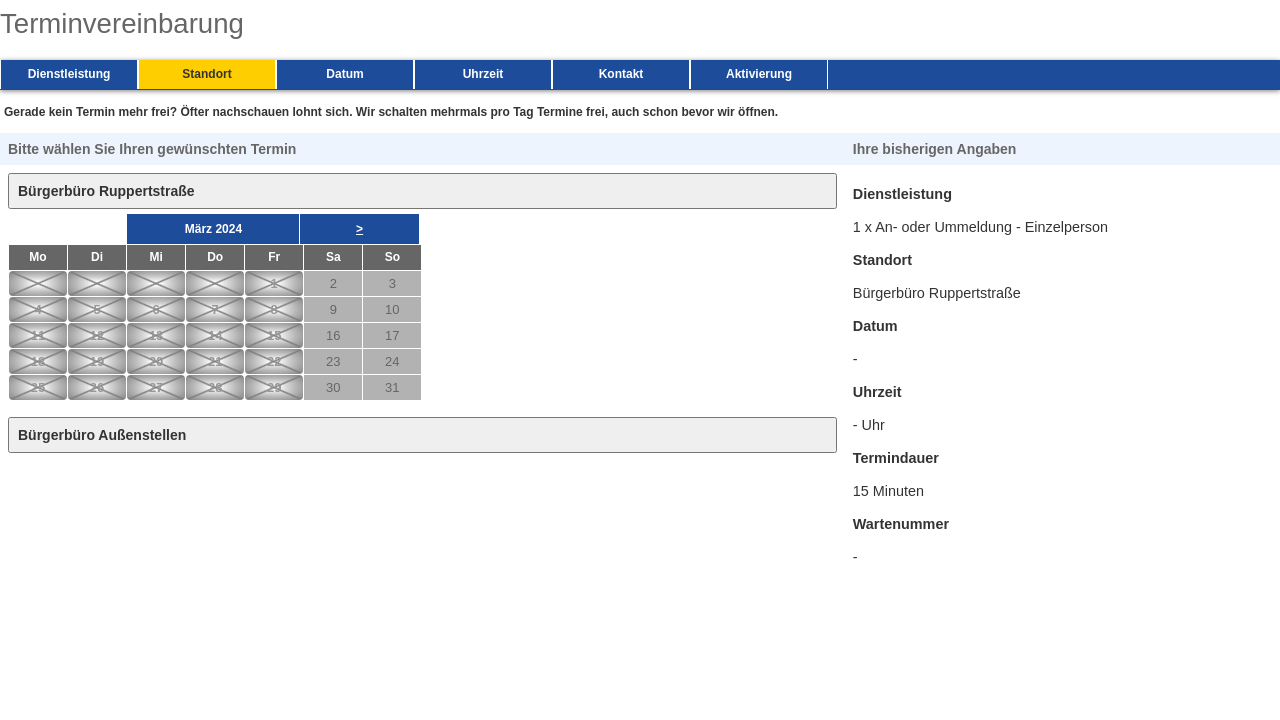 Terminvereinbarung
Dienstleistung Standort Datum Uhrzeit Kontakt Aktivierung
Gerade kein Termin mehr frei? Öfter nachschauen lohnt sich. Wir schalten mehrmals pro Tag Termine frei, auch schon bevor wir öffnen.
Bitte wählen Sie Ihren gewünschten Termin
Bürgerbüro Ruppertstraße
März 2024 >
Mo Di Mi Do Fr Sa So
1 2 3
4 5 6 7 8 9 10
11 12 13 14 15 16 17
18 19 20 21 22 23 24
25 26 27 28 29 30 31
Bürgerbüro Außenstellen
Ihre bisherigen Angaben
Dienstleistung
1 x An- oder Ummeldung - Einzelperson
Standort
Bürgerbüro Ruppertstraße
Datum
-
Uhrzeit
- Uhr
Termindauer
15 Minuten
Wartenummer
-